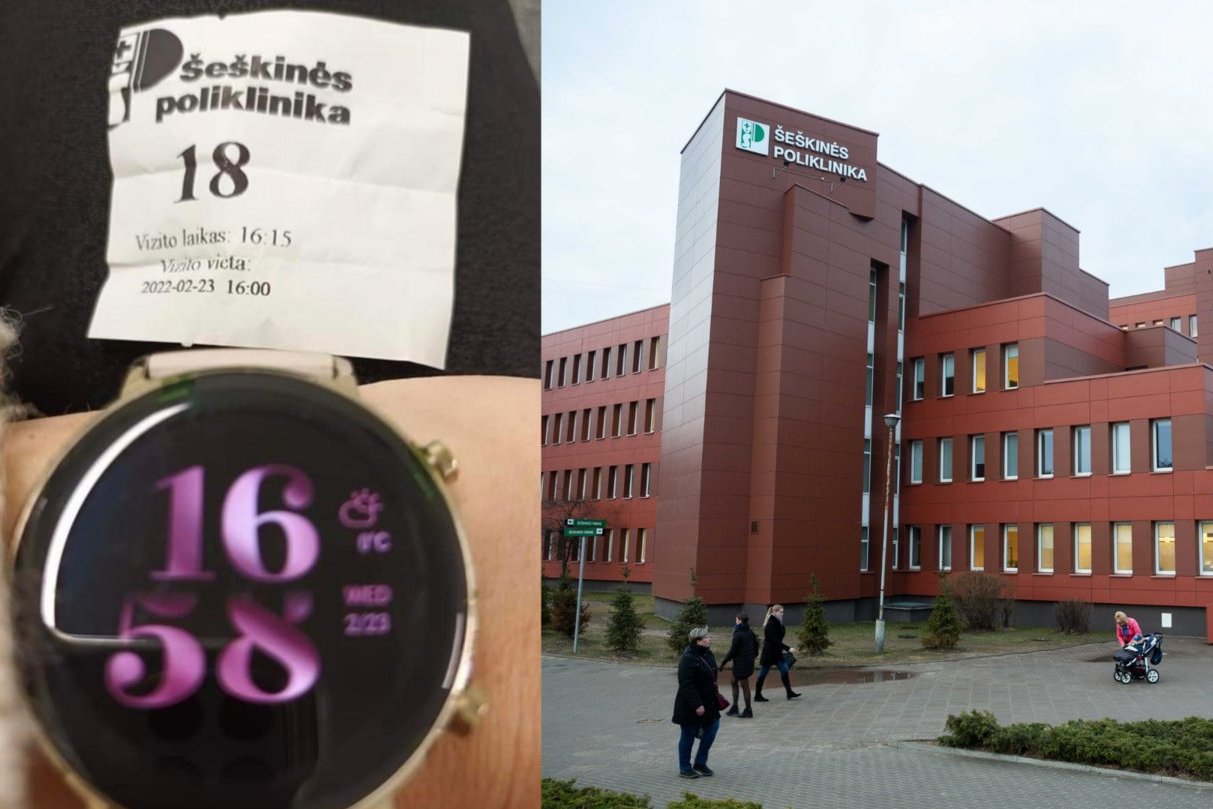 Šeškinės
poliklinika
18
Vizito laikas: 16:15
Vizito vieta:
2022-02-23 16:00
16
58
8°C
WED
2/23
ŠEŠKINĖS
POLIKLINIKA